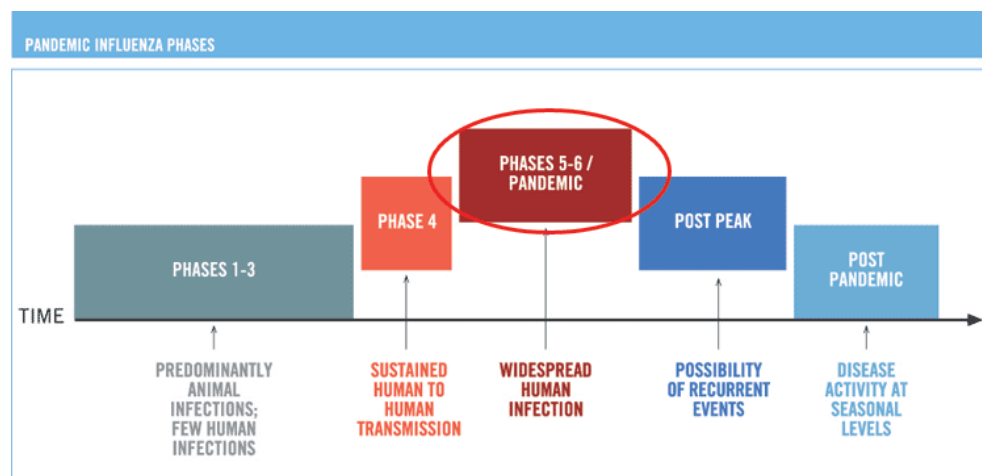 PANDEMIC INFLUENZA PHASES
PHASES 5-6 /
PANDEMIC
PHASE 4
POST PEAK
PHASES 1-3
POST
PANDEMIC
TIME
PREDOMINANTLY
ANIMAL
INFECTIONS;
FEW HUMAN
INFECTIONS
SUSTAINED
HUMAN TO
HUMAN
TRANSMISSION
WIDESPREAD
HUMAN
INFECTION
POSSIBILITY
OF RECURRENT
EVENTS
DISEASE
ACTIVITY AT
SEASONAL
LEVELS